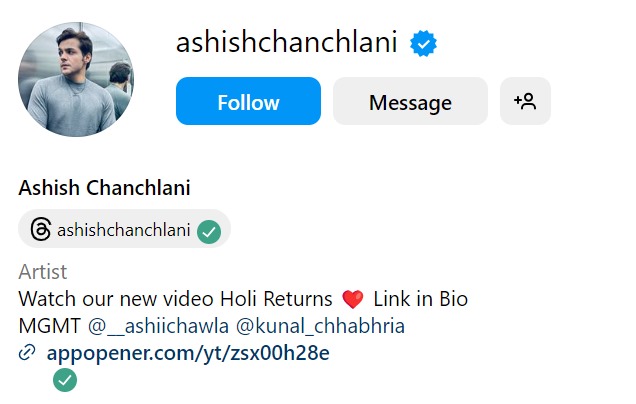 ashishchanchlani
Follow
Message
Ashish Chanchlani
ashishchanchlani
Artist
Watch our new video Holi Returns ❤️ Link in Bio
MGMT @__ashiichawla @kunal_chhabhria
appopener.com/yt/zsx00h28e